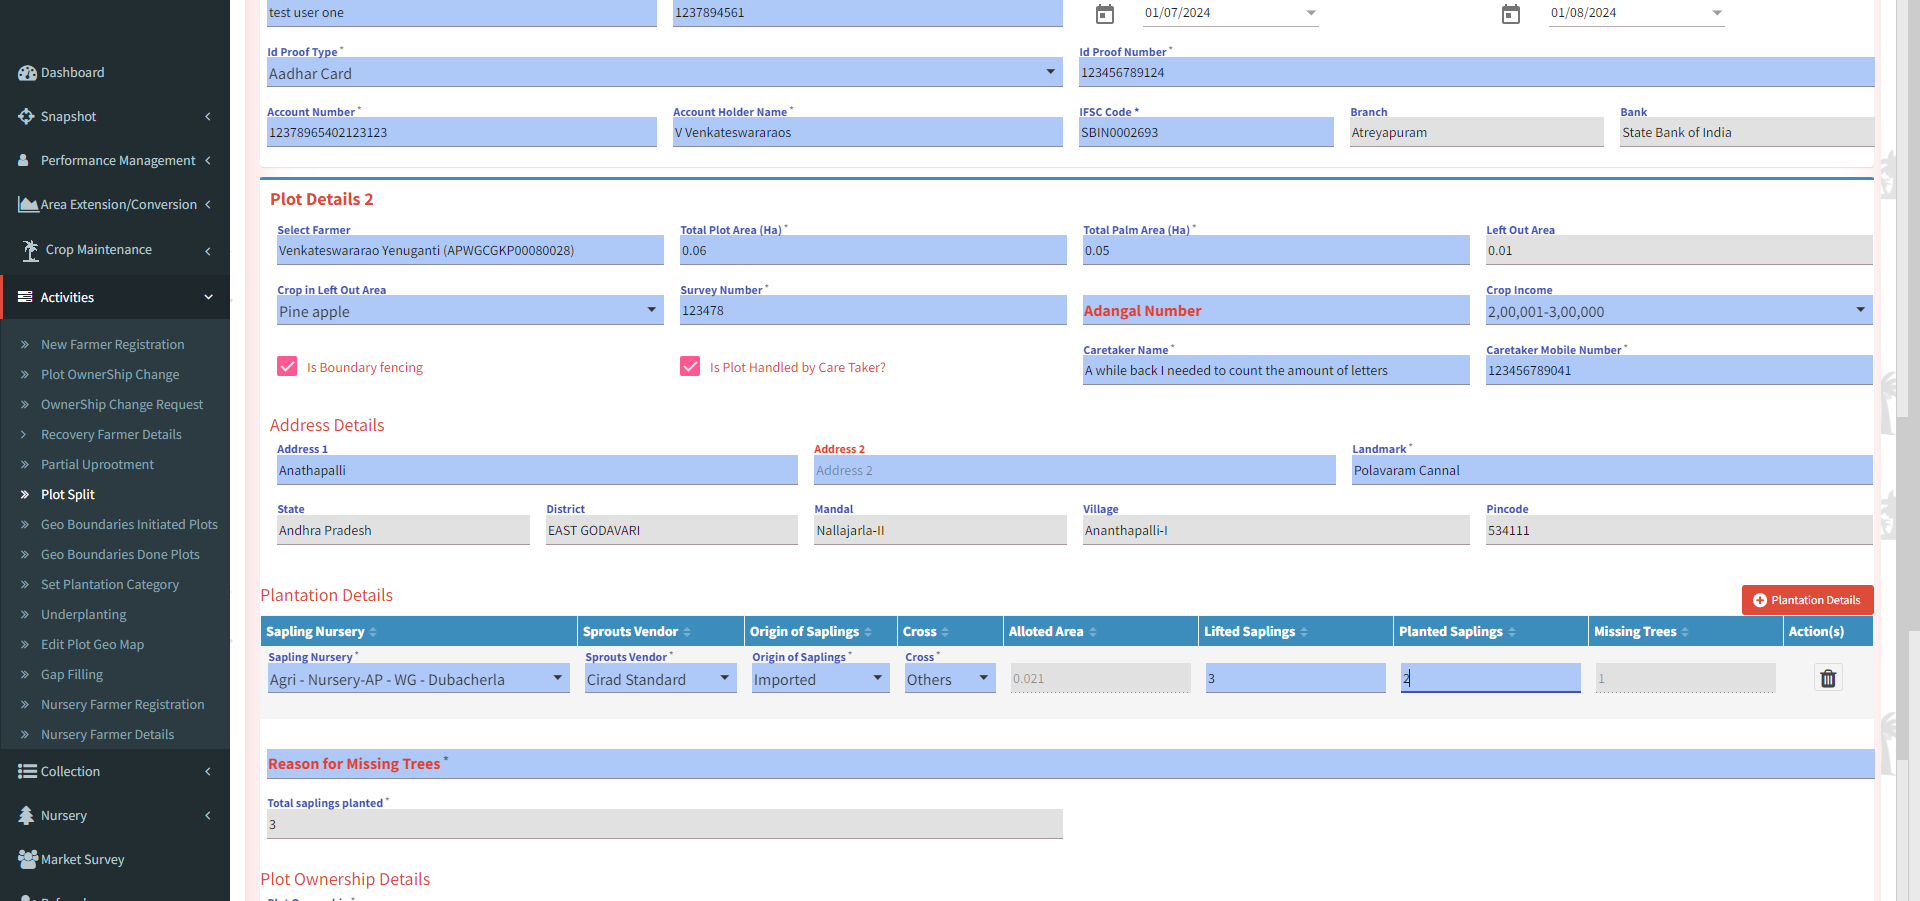 Dashboard
Snapshot
Performance Management
Area Extension/Conversion
Crop Maintenance
Activities
New Farmer Registration
Plot OwnerShip Change
OwnerShip Change Request
Recovery Farmer Details
Partial Uprootment
Plot Split
Geo Boundaries Initiated Plots
Geo Boundaries Done Plots
Set Plantation Category
Underplanting
Edit Plot Geo Map
Gap Filling
Nursery Farmer Registration
Nursery Farmer Details
Collection
Nursery
Market Survey
test user one 1237894561 01/07/2024 01/08/2024
Id Proof Type * Id Proof Number *
Aadhar Card 123456789124
Account Number * Account Holder Name * IFSC Code * Branch Bank
12378965402123123 V Venkateswararaos SBIN0002693 Atreyapuram State Bank of India
Plot Details 2
Select Farmer Total Plot Area (Ha) * Total Palm Area (Ha) * Left Out Area
Venkateswararao Yenuganti (APWGCGKP00080028) 0.06 0.05 0.01
Crop in Left Out Area Survey Number * Crop Income
Pine apple 123478 Adangal Number 2,00,001-3,00,000
Caretaker Name * Caretaker Mobile Number *
Is Boundary fencing Is Plot Handled by Care Taker? A while back I needed to count the amount of letters 123456789041
Address Details
Address 1 Address 2 Landmark *
Anathapalli Address 2 Polavaram Cannal
State District Mandal Village Pincode
Andhra Pradesh EAST GODAVARI Nallajarla-II Ananthapalli-I 534111
Plantation Details Plantation Details
Sapling Nursery Sprouts Vendor Origin of Saplings Cross Alloted Area Lifted Saplings Planted Saplings Missing Trees Action(s)
Sapling Nursery * Sprouts Vendor * Origin of Saplings * Cross *
Agri - Nursery-AP - WG - Dubacherla Cirad Standard Imported Others 0.021 3 2 1
Reason for Missing Trees *
Total saplings planted *
3
Plot Ownership Details